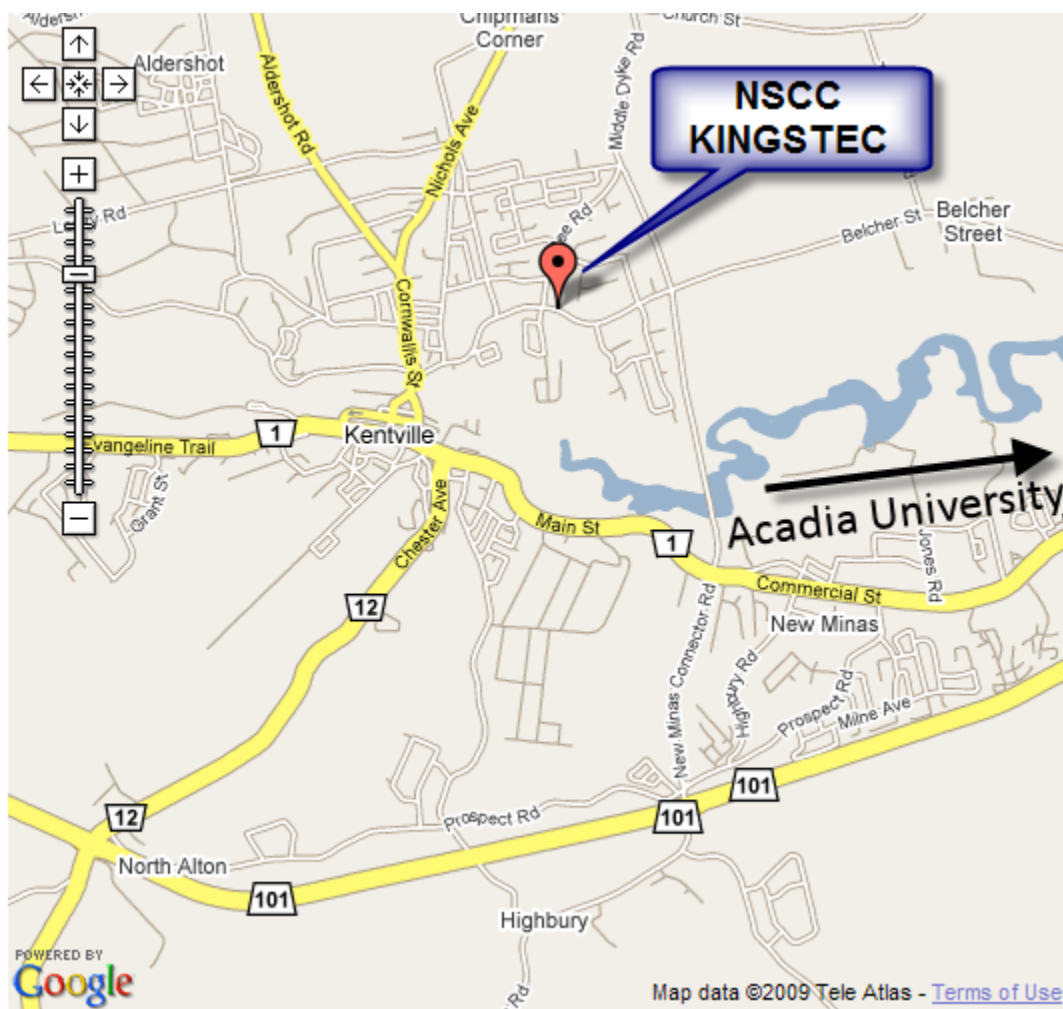 Chipmans
Corner
Church St
Aldershot
Aldershot Rd
Nichols Ave
Middle Dyke Rd
NSCC
KINGSTEC
Rd
Rd
Belcher St
Belcher
Street
Cornwallis St
Evangeline Trail
1
Kentville
Grant St
Chester Ave
Main St
1
Acadia University
Jones Rd
Commercial St
12
New Minas
New Minas Connector Rd
Highbury Rd
Prospect Rd
Milne Ave
101
101
12
Prospect Rd
North Alton
101
Highbury
Rd
POWERED BY
Google
Map data ©2009 Tele Atlas - Terms of Use